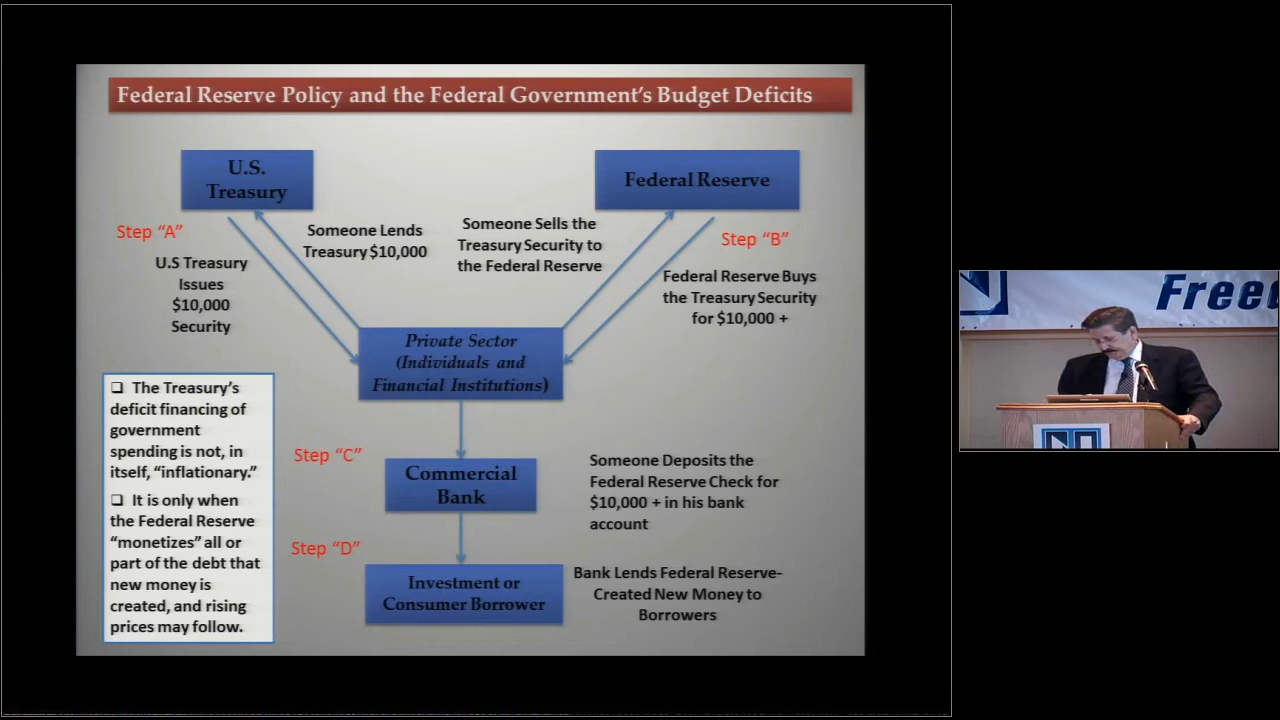 Federal Reserve Policy and the Federal Government's Budget Deficits
U.S.
Treasury
Federal Reserve
Step "A"
Someone Lends
Treasury $10,000
Someone Sells the
Treasury Security to
the Federal Reserve
Step "B"
U.S Treasury
Issues
$10,000
Security
Federal Reserve Buys
the Treasury Security
for $10,000 +
Private Sector
(Individuals and
Financial Institutions)
❑ The Treasury's
deficit financing of
government
spending is not, in
itself, "inflationary."
❑ It is only when
the Federal Reserve
"monetizes" all or
part of the debt that
new money is
created, and rising
prices may follow.
Step "C"
Commercial
Bank
Someone Deposits the
Federal Reserve Check for
$10,000 + in his bank
account
Step "D"
Investment or
Consumer Borrower
Bank Lends Federal Reserve-
Created New Money to
Borrowers